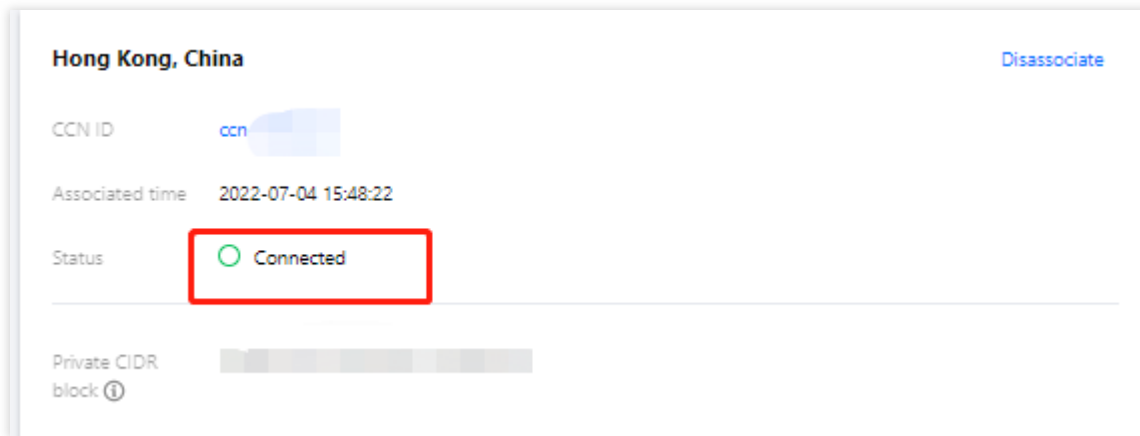 Hong Kong, China
Disassociate
CCN ID ccn
Associated time 2022-07-04 15:48:22
Status Connected
Private CIDR
block